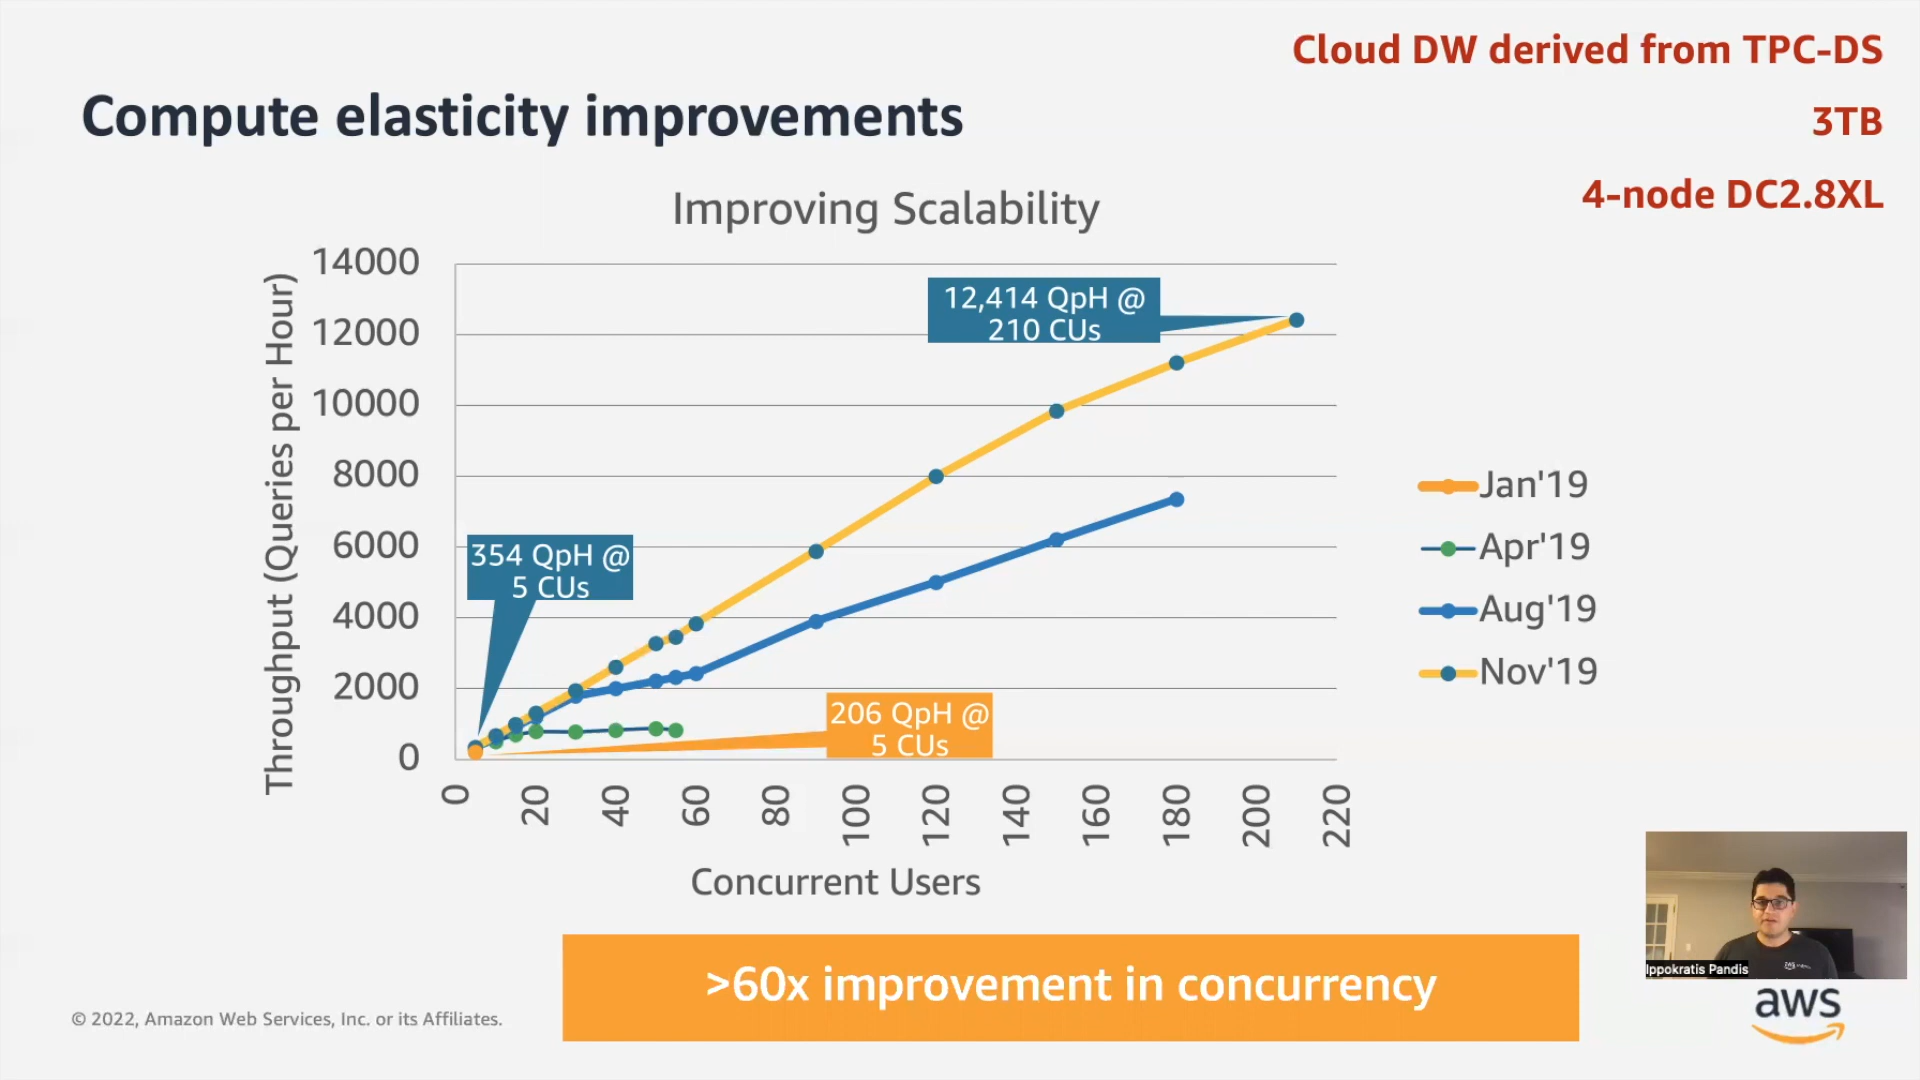 Cloud DW derived from TPC-DS
Compute elasticity improvements
3TB
4-node DC2.8XL
Improving Scalability
Throughput (Queries per Hour)
14000
12000
10000
8000
6000
4000
2000
0
12,414 QpH @
210 CUs
354 QpH @
5 CUs
206 QpH @
5 CUs
0 20 40 60 80 100 120 140 160 180 200 220
Concurrent Users
Jan'19
Apr'19
Aug'19
Nov'19
>60x improvement in concurrency
Ippokratis Pandis
© 2022, Amazon Web Services, Inc. or its Affiliates.
aws